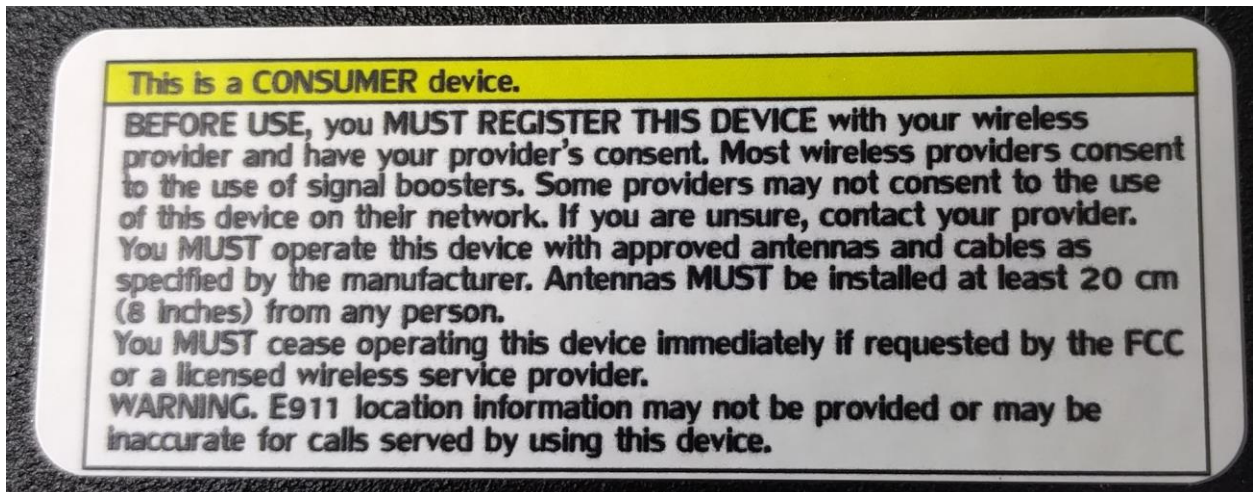 This is a CONSUMER device.
BEFORE USE, you MUST REGISTER THIS DEVICE with your wireless
provider and have your provider's consent. Most wireless providers consent
to the use of signal boosters. Some providers may not consent to the use
of this device on their network. If you are unsure, contact your provider.
You MUST operate this device with approved antennas and cables as
specified by the manufacturer. Antennas MUST be installed at least 20 cm
(8 inches) from any person.
You MUST cease operating this device immediately if requested by the FCC
or a licensed wireless service provider.
WARNING. E911 location information may not be provided or may be
inaccurate for calls served by using this device.